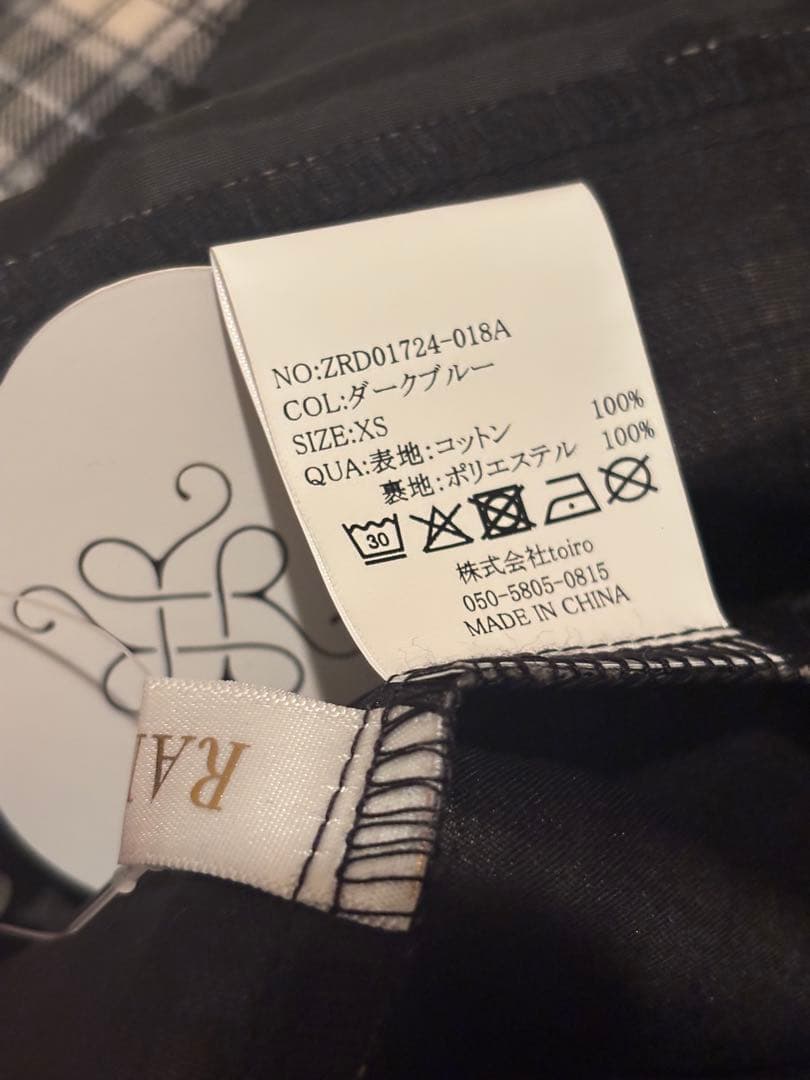 NO:ZRD01724-018A
COL:ダークブルー
SIZE:XS
QUA:表地:コットン 100%
裏地:ポリエステル 100%
30
株式会社toiro
050-5805-0815
MADE IN CHINA